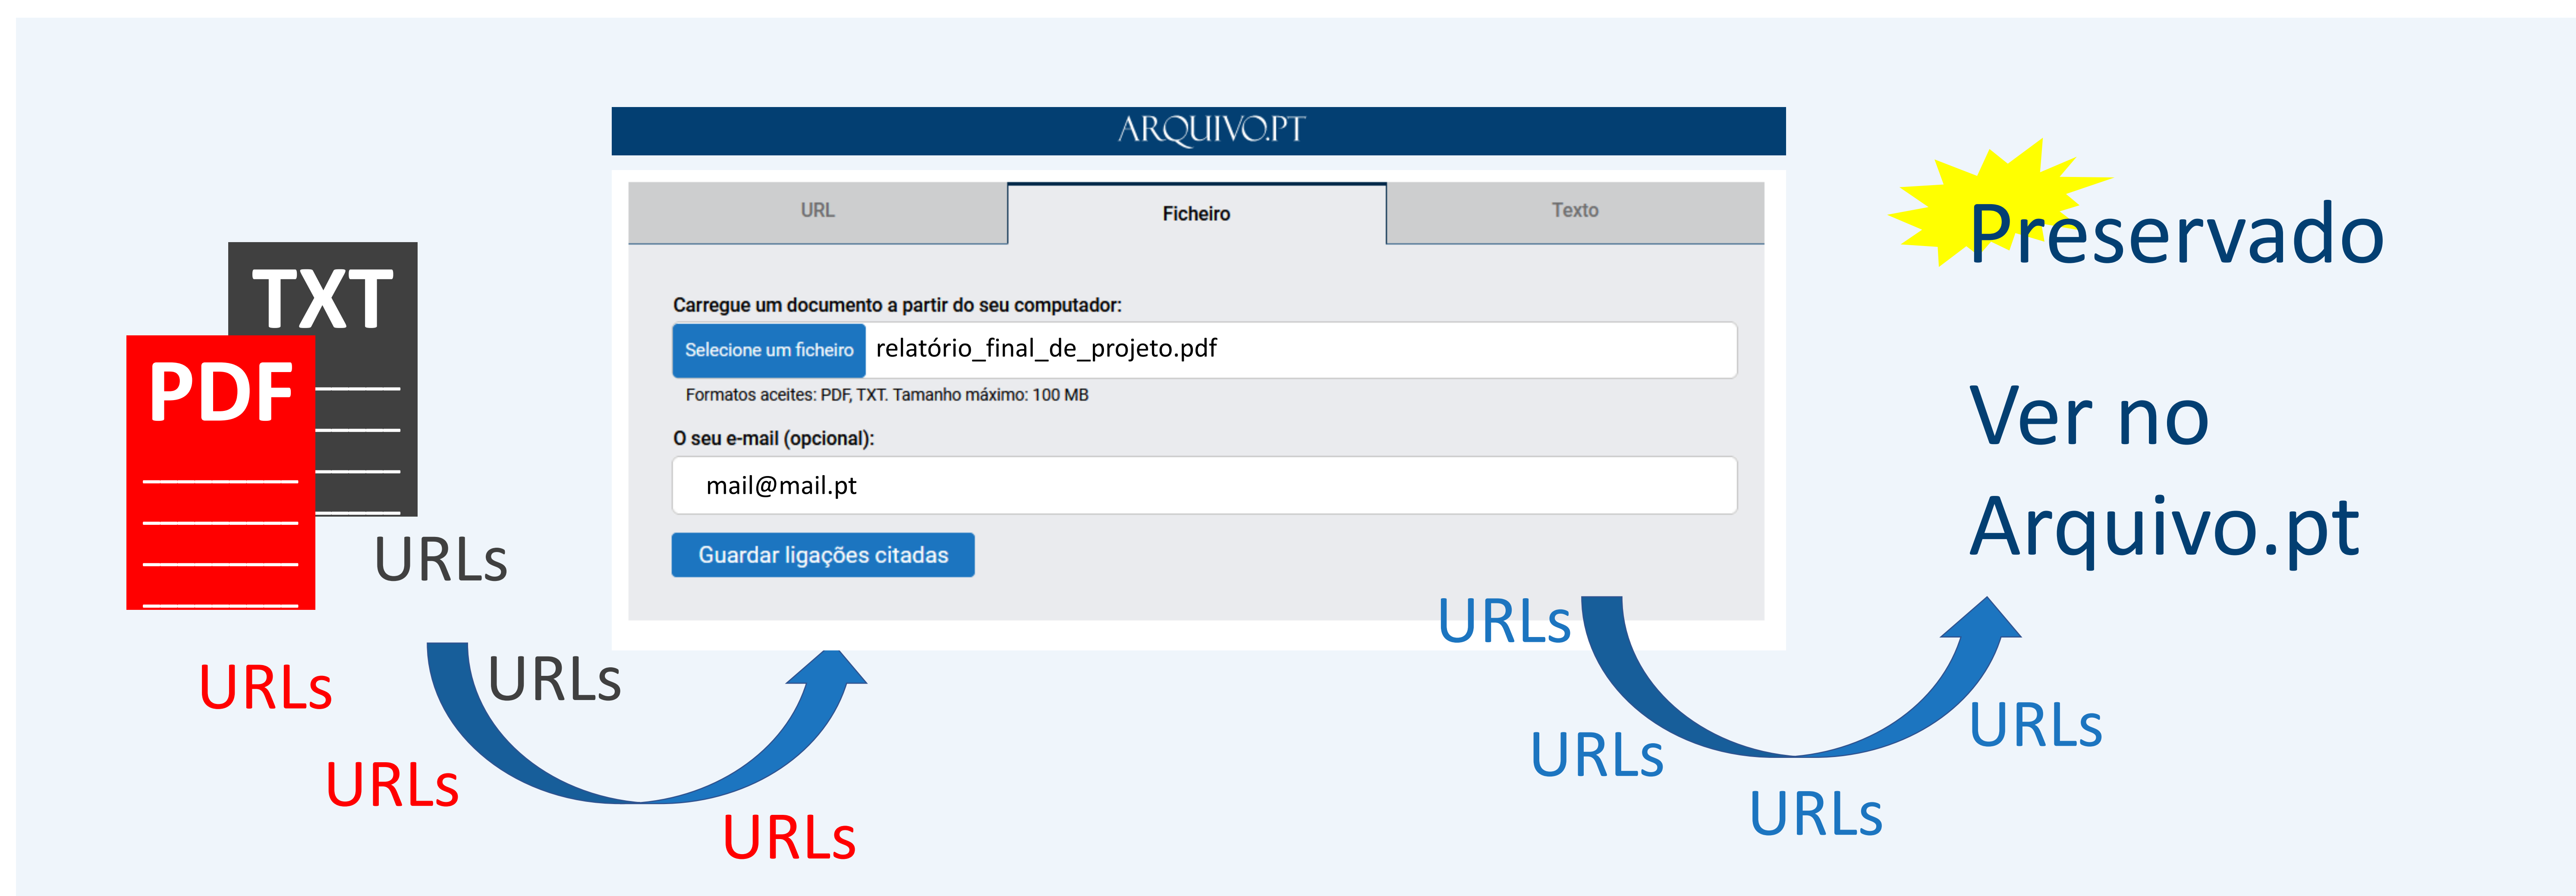 TXT
PDF
URLs
URLs
URLs
URLs
URLs
ARQUIVO.PT
URL
Ficheiro
Texto
Carregue um documento a partir do seu computador:
Selecione um ficheiro
relatório_final_de_projeto.pdf
Formatos aceites: PDF, TXT. Tamanho máximo: 100 MB
O seu e-mail (opcional):
mail@mail.pt
Guardar ligações citadas
URLs
URLs
URLs
URLs
Preservado
Ver no
Arquivo.pt